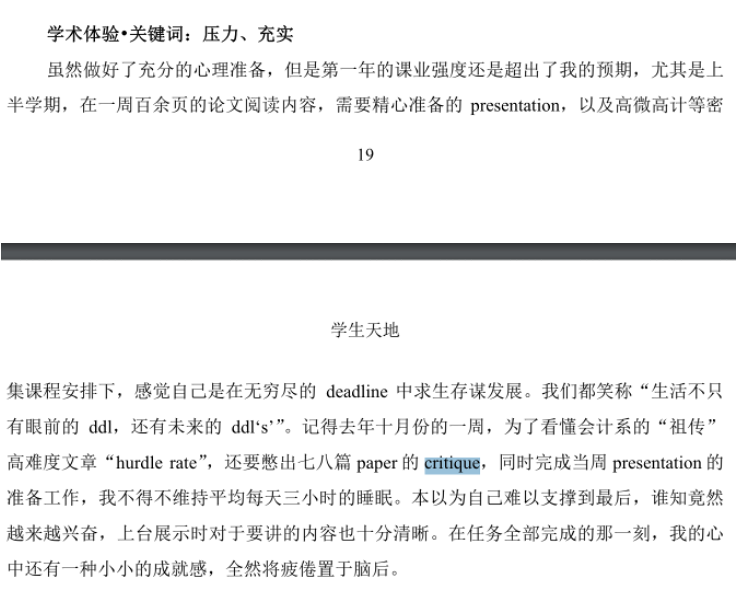 学术体验•关键词：压力、充实
虽然做好了充分的心理准备，但是第一年的课业强度还是超出了我的预期，尤其是上
半学期，在一周百余页的论文阅读内容，需要精心准备的 presentation，以及高微高计等密
19
学生天地
集课程安排下，感觉自己是在无穷尽的 deadline 中求生存谋发展。我们都笑称“生活不只
有眼前的 ddl，还有未来的 ddl‘s’”。记得去年十月份的一周，为了看懂会计系的“祖传”
高难度文章“hurdle rate”，还要憋出七八篇 paper 的 critique，同时完成当周 presentation 的
准备工作，我不得不维持平均每天三小时的睡眠。本以为自己难以支撑到最后，谁知竟然
越来越兴奋，上台展示时对于要讲的内容也十分清晰。在任务全部完成的那一刻，我的心
中还有一种小小的成就感，全然将疲倦置于脑后。